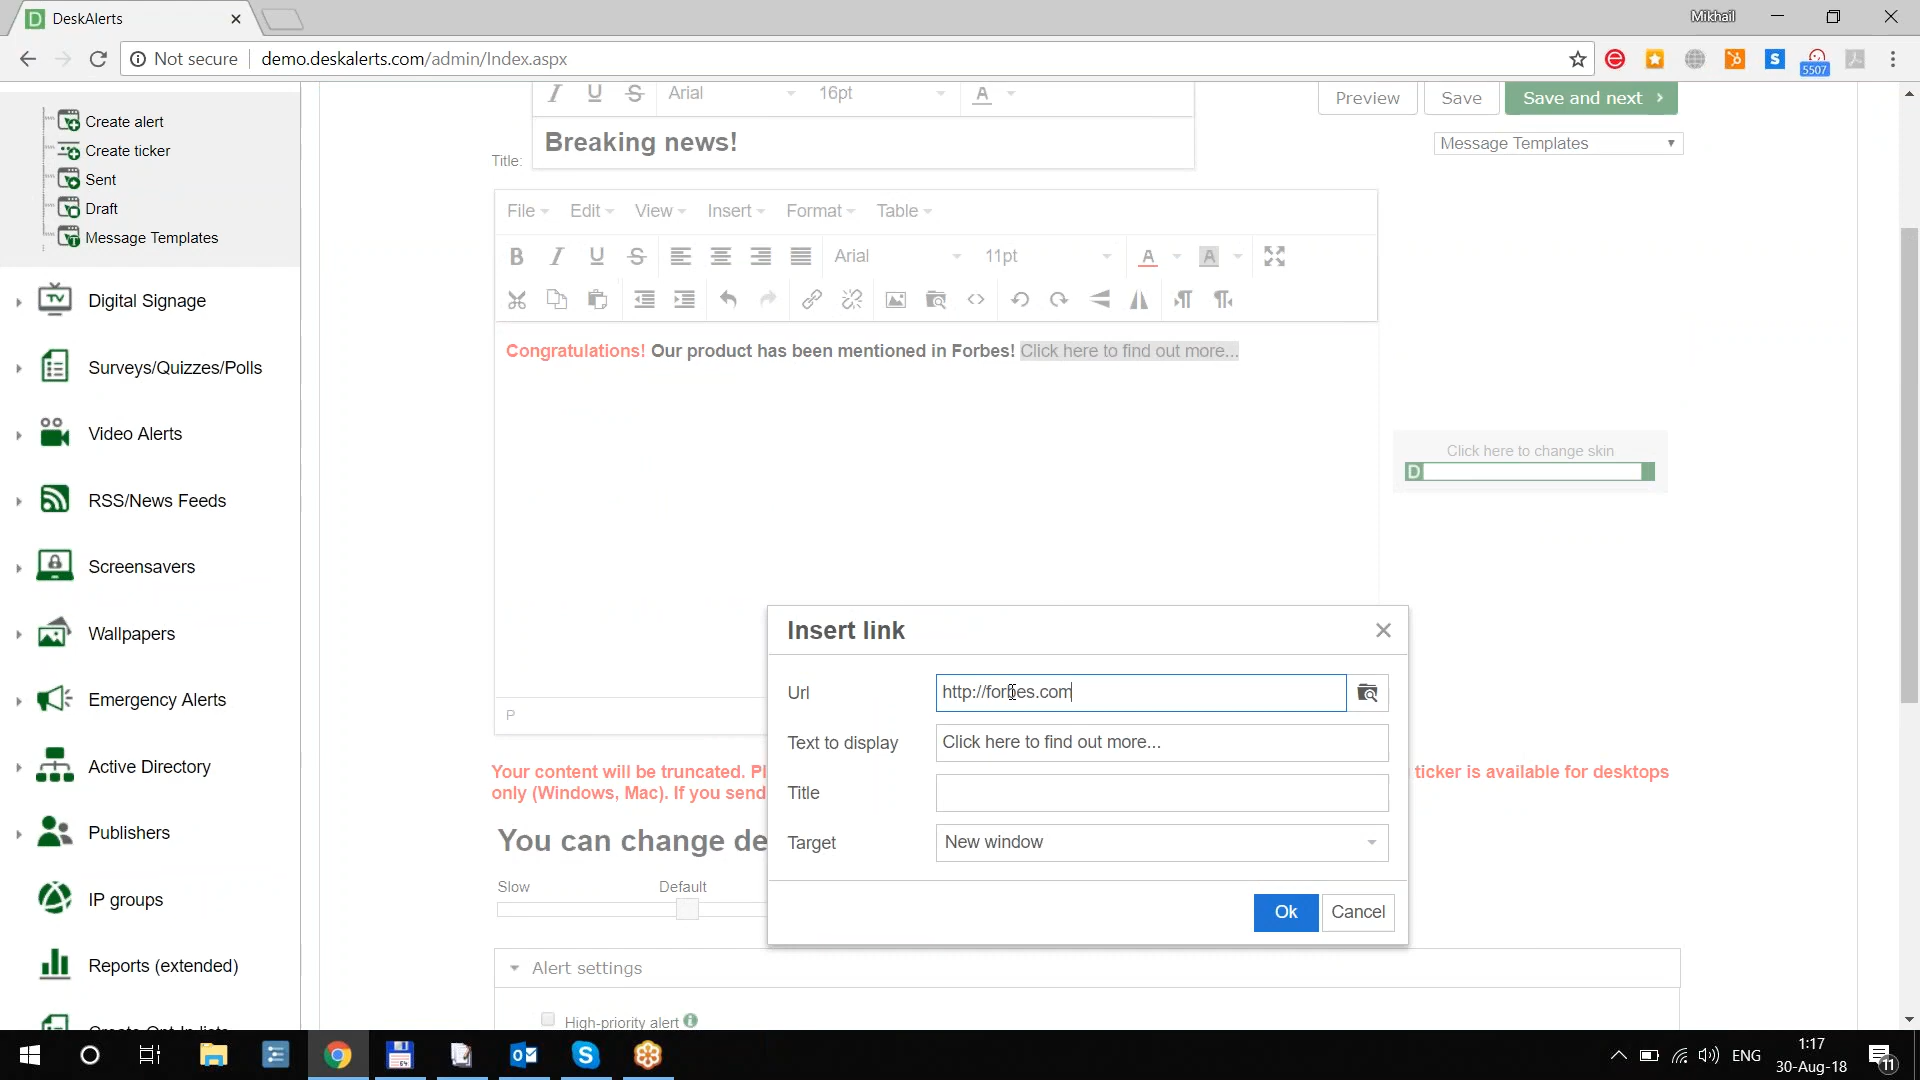 DeskAlerts
Mikhail
Not secure
demo.deskalerts.com/admin/Index.aspx
5507
Create alert
Create ticker
Sent
Draft
Message Templates
Digital Signage
Surveys/Quizzes/Polls
Video Alerts
RSS/News Feeds
Screensavers
Wallpapers
Emergency Alerts
Active Directory
Publishers
IP groups
Reports (extended)
Arial 16pt
Title: Breaking news!
Preview Save Save and next
Message Templates
File Edit View Insert Format Table
Arial 11pt
Congratulations! Our product has been mentioned in Forbes! Click here to find out more...
P
Click here to change skin
Your content will be truncated. ticker is available for desktops
only (Windows, Mac). If you send
You can change
Slow Default
Alert settings
High-priority alert
Insert link
Url http://forbes.com
Text to display Click here to find out more...
Title
Target New window
Ok Cancel
ENG
1:17
30-Aug-18
11